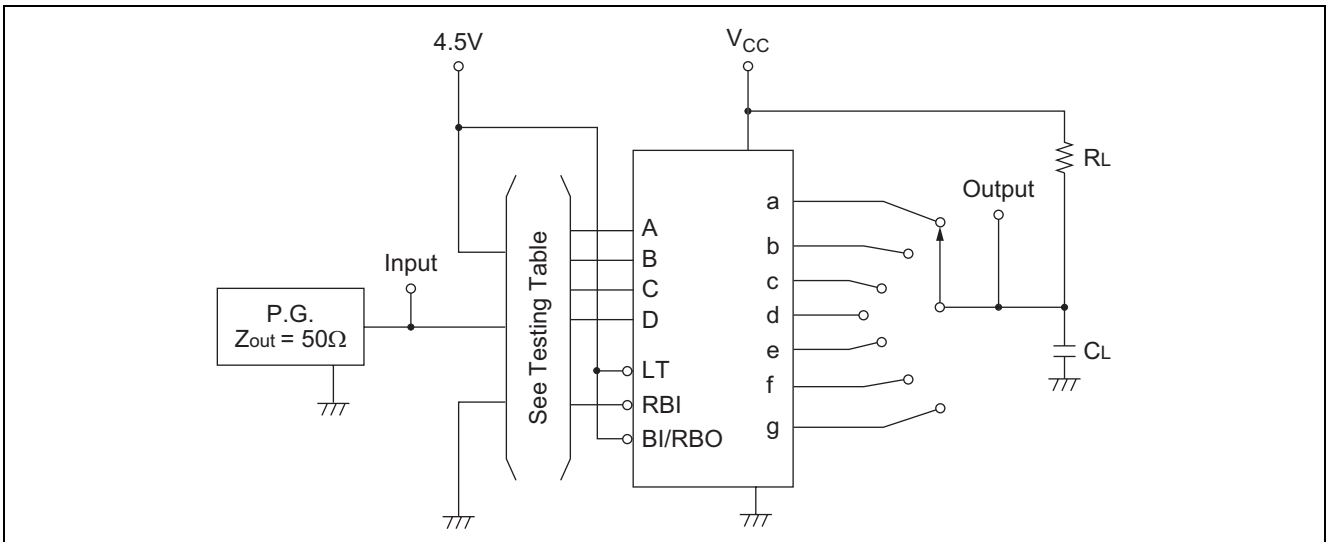 4.5V
VCC
RL
Output
Input
P.G.
Zout = 50Ω
See Testing Table
A
B
C
D
LT
RBI
BI/RBO
a
b
c
d
e
f
g
CL